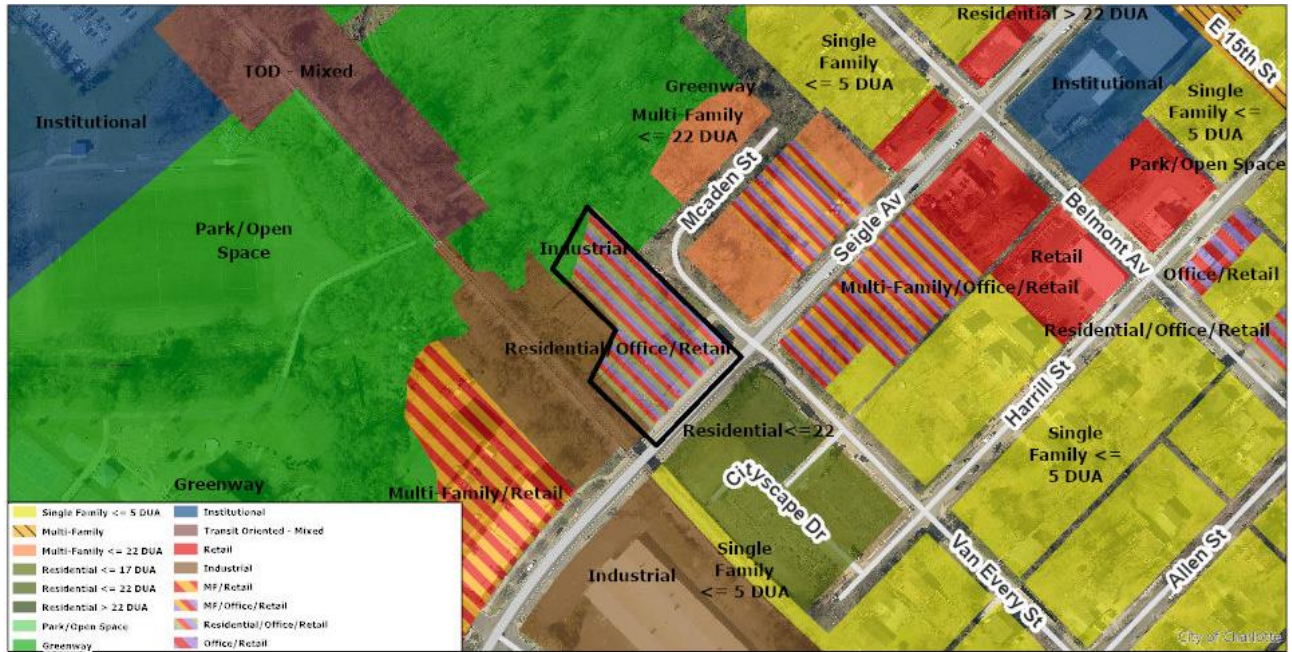 Residential > 22 DUA
E 15th St
Single
Family
<= 5 DUA
TOD - Mixed
Greenway
Institutional
Single
Family <=
5 DUA
Institutional
Multi-Family
<= 22 DUA
Mcaden St
Park/Open Space
Seigle Av
Belmont Av
Park/Open
Space
Industrial
Retail
Office/Retail
Multi-Family/Office/Retail
Residential/Office/Retail
Residential/Office/Retail
Harrill St
Residential<=22
Single
Family <=
5 DUA
Cityscape Dr
Greenway
Multi-Family/Retail
Single
Family
<= 5 DUA
Industrial
Van Every St
Allen St
Single Family <= 5 DUA
Multi-Family
Multi-Family <= 22 DUA
Residential <= 17 DUA
Residential <= 22 DUA
Residential > 22 DUA
Park/Open Space
Greenway
Institutional
Transit Oriented - Mixed
Retail
Industrial
MF/Retail
MF/Office/Retail
Residential/Office/Retail
Office/Retail
City of Charlotte